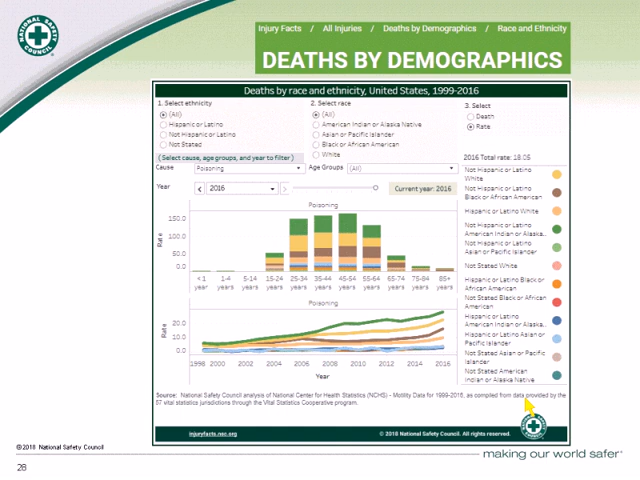 NATIONAL SAFETY COUNCIL
Injury Facts / All Injuries / Deaths by Demographics / Race and Ethnicity
DEATHS BY DEMOGRAPHICS
Deaths by race and ethnicity, United States, 1999-2016
1. Select ethnicity
(All)
Hispanic or Latino
Not Hispanic or Latino
Not Stated
2. Select race
(All)
American Indian or Alaska Native
Asian or Pacific Islander
Black or African American
White
3. Select
Death
Rate
(Select cause, age groups, and year to filter)
Cause Poisoning Age Groups (All)
Year < 2016 > Current year: 2016
2016 Total rate: 18.05
Not Hispanic or Latino
White
Not Hispanic or Latino
Black or African American
Hispanic or Latino White
Not Hispanic or Latino
American Indian or Alaska..
Not Hispanic or Latino
Asian or Pacific Islander
Not Stated White
Hispanic or Latino Black or
African American
Not Stated Black or African
American
Hispanic or Latino
American Indian or Alaska..
Hispanic or Latino Asian or
Pacific Islander
Not Stated Asian or Pacific
Islander
Not Stated American
Indian or Alaska Native
Poisoning
Rate
150.0
100.0
50.0
0.0
< 1 year
1-4 year
5-14 year
15-24 year
25-34 year
35-44 year
45-54 year
55-64 year
65-74 year
75-84 year
85+ year
Poisoning
Rate
20.0
10.0
0.0
1998 2000 2002 2004 2006 2008 2010 2012 2014 2016
Year
Source: National Safety Council analysis of National Center for Health Statistics (NCHS) - Mortality Data for 1999-2016, as compiled from data provided by the
57 vital statistics jurisdictions through the Vital Statistics Cooperative program.
injuryfacts.nsc.org
© 2018 National Safety Council. All rights reserved.
©2018 National Safety Council
making our world safer
28